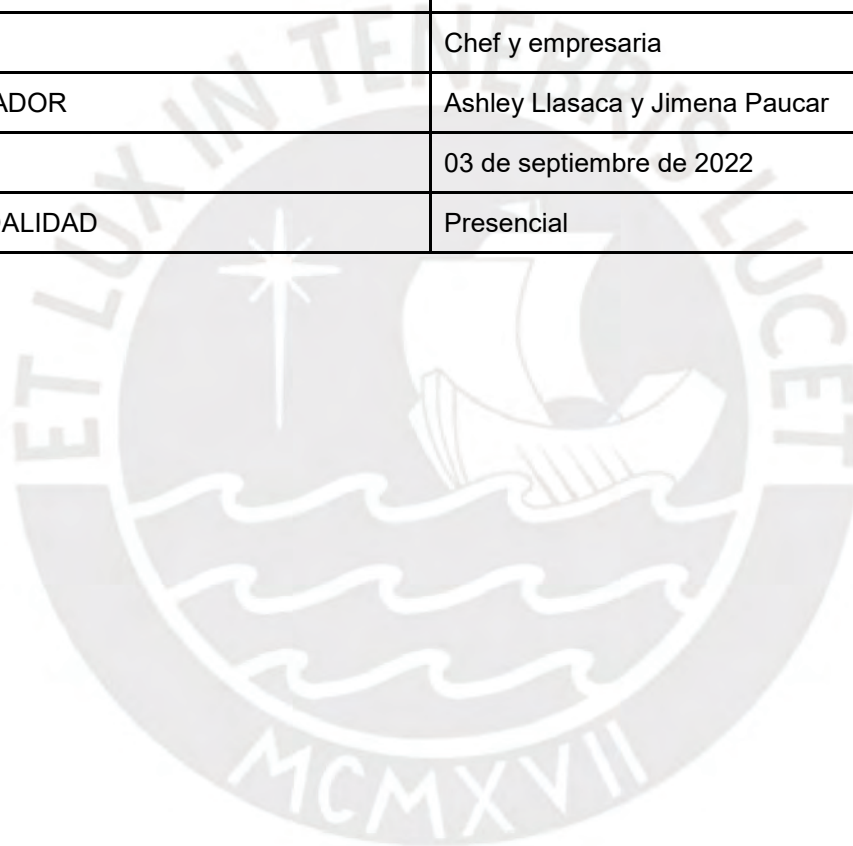 Chef y empresaria
ADOR Ashley Llasaca y Jimena Paucar
03 de septiembre de 2022
ALIDAD Presencial
ET LUX IN TENEBRIS LUCET
MCMXVII